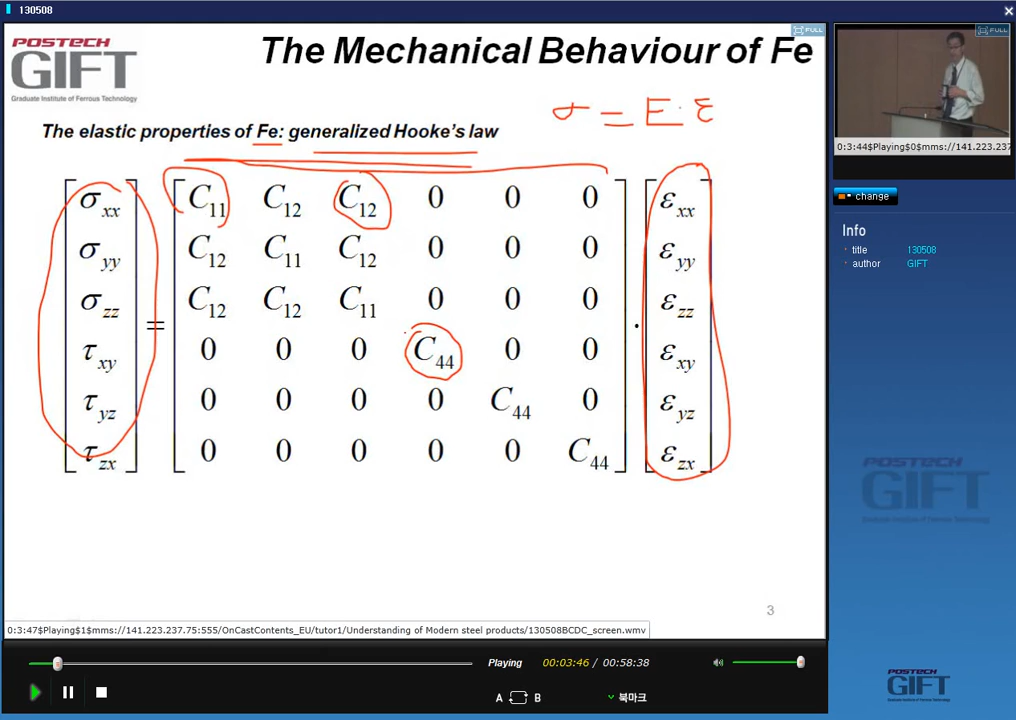 130508
POSTECH
GIFT
Graduate Institute of Ferrous Technology
The Mechanical Behaviour of Fe
FULL
σ = E · ε
The elastic properties of Fe: generalized Hooke's law
σxx C11 C12 C12 0 0 0 εxx
σyy C12 C11 C12 0 0 0 εyy
σzz C12 C12 C11 0 0 0 εzz
= ·
τxy 0 0 0 C44 0 0 εxy
τyz 0 0 0 0 C44 0 εyz
τzx 0 0 0 0 0 C44 εzx
3
0:3:47$Playing$1$mms://141.223.237.75:555/OnCastContents_EU/tutor1/Understanding of Modern steel products/130508BCDC_screen.wmv
Playing 00:03:46 / 00:58:38
A B 북마크
FULL
0:3:44$Playing$0$mms://141.223.237
change
Info
title 130508
author GIFT
POSTECH
GIFT
POSTECH
GIFT